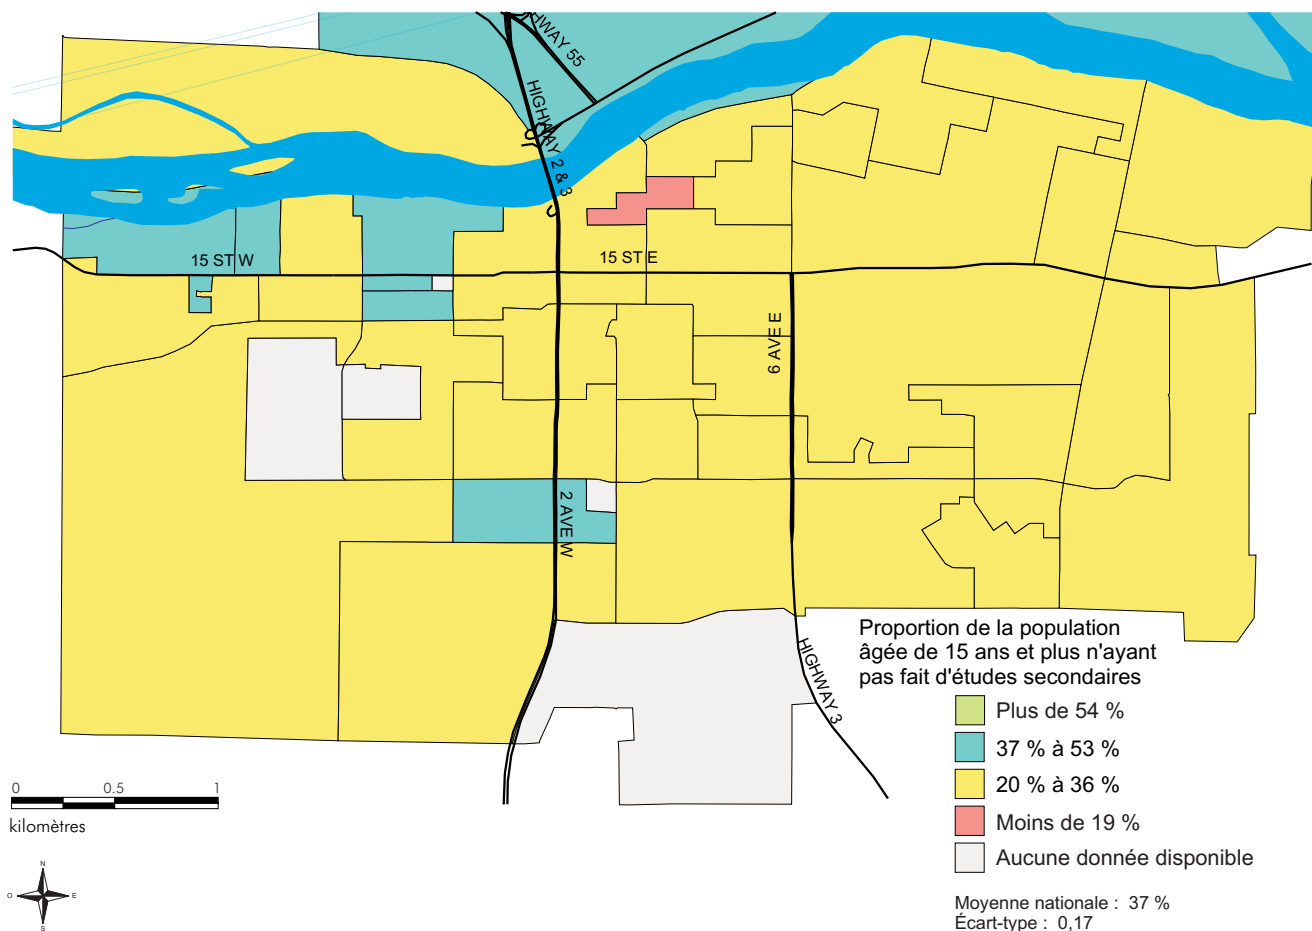 HWAY 55
HIGHWAY 2 & 3
15 ST W
15 ST E
6 AVE E
2 AVE W
HIGHWAY 3
Proportion de la population
âgée de 15 ans et plus n'ayant
pas fait d'études secondaires
Plus de 54 %
37 % à 53 %
20 % à 36 %
Moins de 19 %
Aucune donnée disponible
Moyenne nationale : 37 %
Écart-type : 0,17
0 0.5 1
kilomètres
N
O E
S